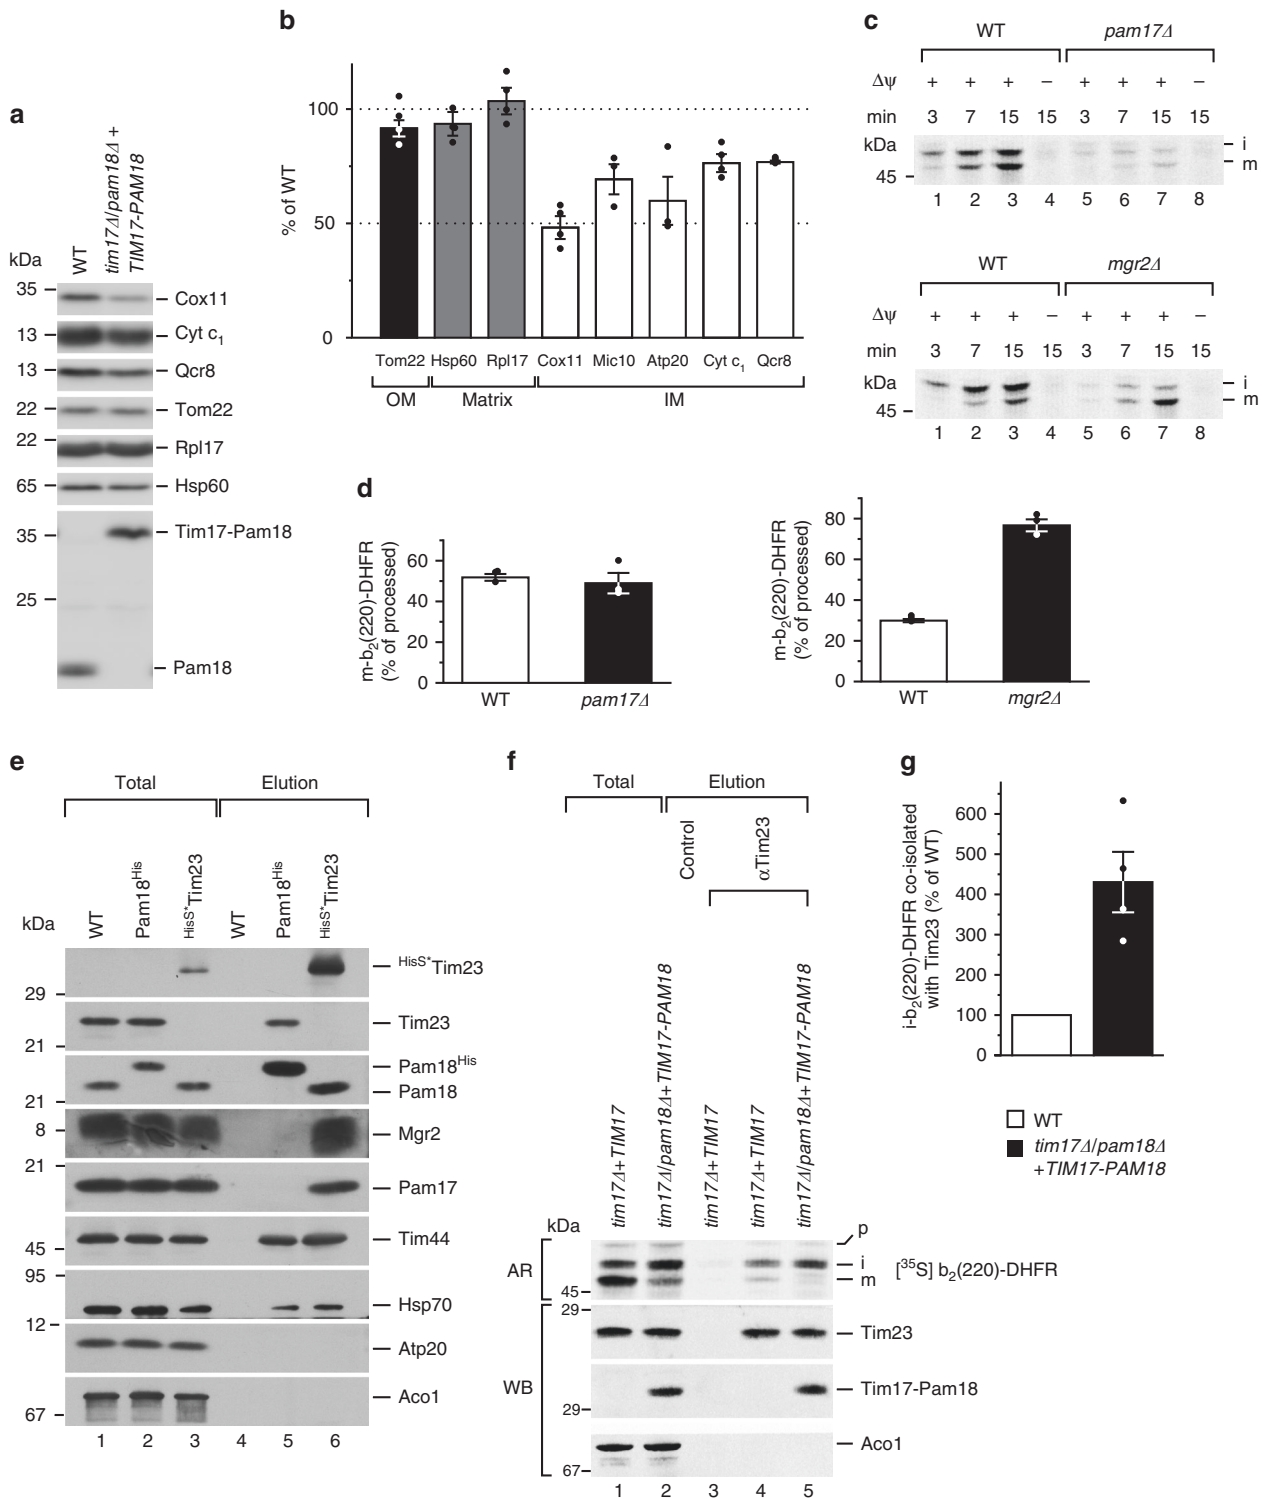 a
WT
tim17Δ/pam18Δ +
TIM17-PAM18
kDa
35
Cox11
13
Cyt c1
13
Qcr8
22
Tom22
22
Rpl17
65
Hsp60
35
Tim17-Pam18
25
Pam18
b
% of WT
100
50
0
Tom22 Hsp60 Rpl17 Cox11 Mic10 Atp20 Cyt c1 Qcr8
OM Matrix IM
c
WT pam17Δ
Δψ + + + − + + + −
min 3 7 15 15 3 7 15 15
kDa
i
m
45
1 2 3 4 5 6 7 8
WT mgr2Δ
Δψ + + + − + + + −
min 3 7 15 15 3 7 15 15
kDa
i
m
45
1 2 3 4 5 6 7 8
d
m-b2(220)-DHFR
(% of processed)
60
40
20
0
WT pam17Δ
m-b2(220)-DHFR
(% of processed)
80
60
40
20
0
WT mgr2Δ
e
Total Elution
kDa
WT Pam18His HisS*Tim23 WT Pam18His HisS*Tim23
HisS*Tim23
29
Tim23
21
Pam18His
Pam18
21
8
Mgr2
21
Pam17
Tim44
45
95
Hsp70
12
Atp20
Aco1
67
1 2 3 4 5 6
f
Total Elution
Control
αTim23
tim17Δ+TIM17
tim17Δ/pam18Δ+TIM17-PAM18
tim17Δ+TIM17
tim17Δ+TIM17
tim17Δ/pam18Δ+TIM17-PAM18
kDa
p
AR
i
m
[35S] b2(220)-DHFR
45
29
Tim23
WB
Tim17-Pam18
29
Aco1
67
1 2 3 4 5
g
i-b2(220)-DHFR co-isolated
with Tim23 (% of WT)
600
500
400
300
200
100
0
WT
tim17Δ/pam18Δ
+TIM17-PAM18